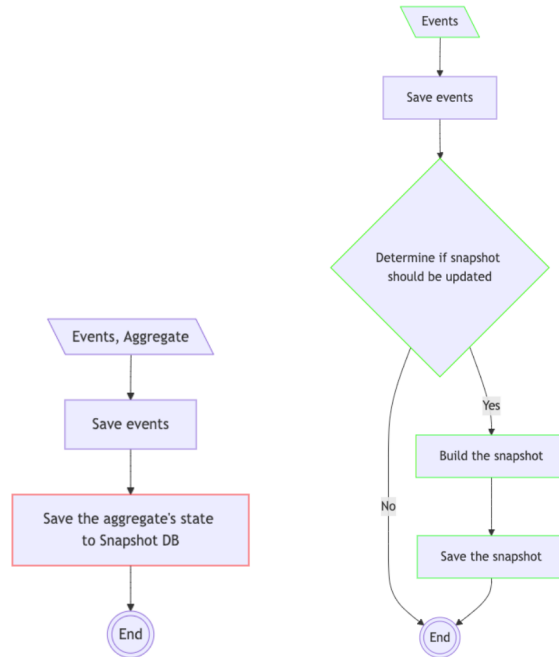 Events, Aggregate
Save events
Save the aggregate's state
to Snapshot DB
End
Events
Save events
Determine if snapshot
should be updated
Yes
Build the snapshot
No
Save the snapshot
End